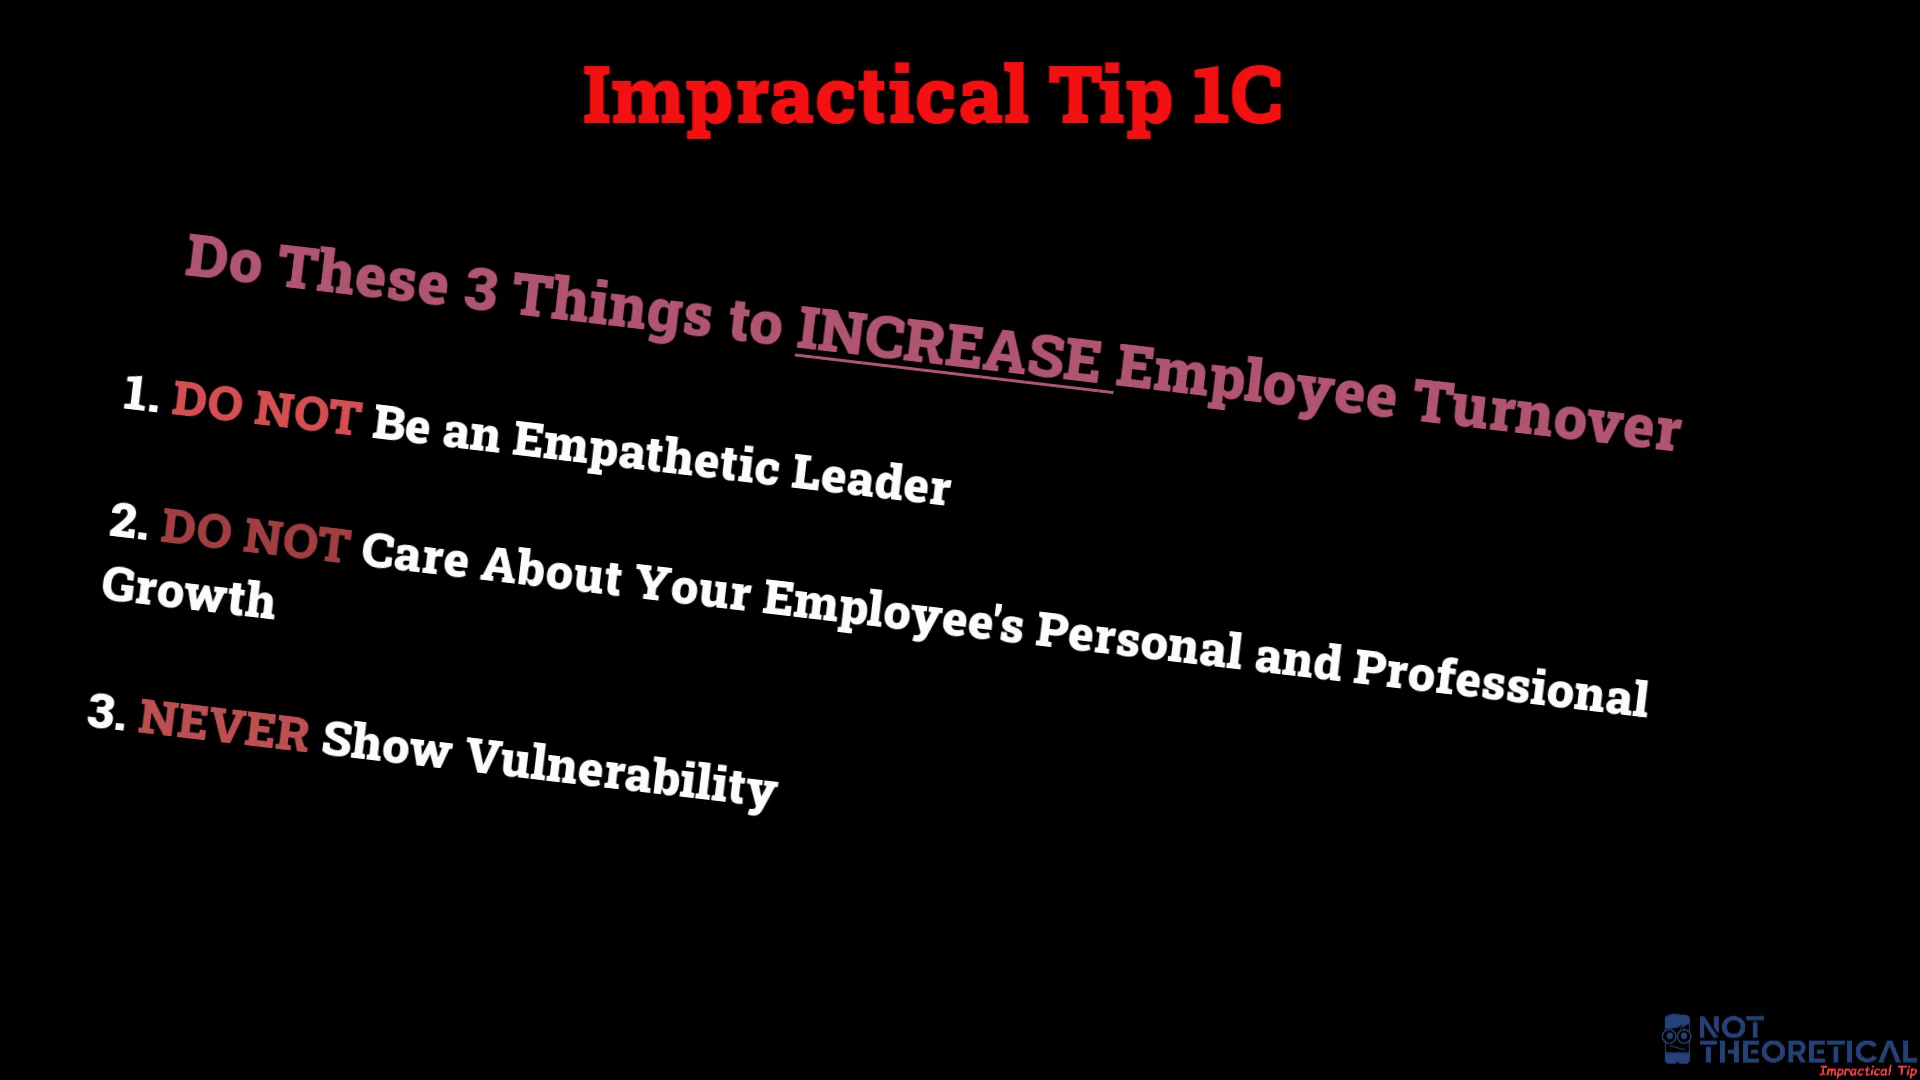 Impractical Tip 1C
Do These 3 Things to INCREASE Employee Turnover
1. DO NOT Be an Empathetic Leader
2. DO NOT Care About Your Employee's Personal and Professional
Growth
3. NEVER Show Vulnerability
NOT
THEORETICAL
Impractical Tip